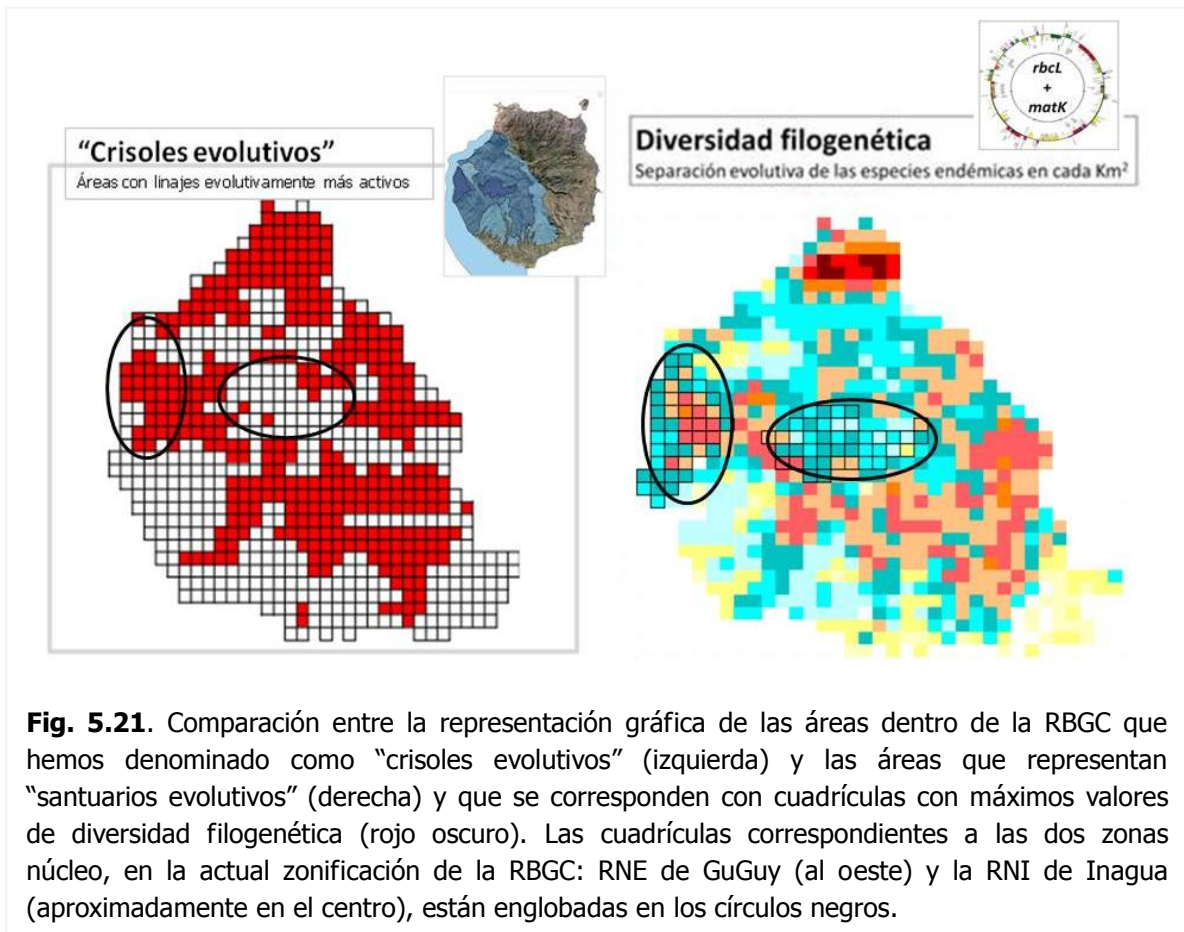 rbcL
+
matK
"Crisoles evolutivos"
Áreas con linajes evolutivamente más activos
Diversidad filogenética
Separación evolutiva de las especies endémicas en cada Km²
Fig. 5.21. Comparación entre la representación gráfica de las áreas dentro de la RBGC que
hemos denominado como "crisoles evolutivos" (izquierda) y las áreas que representan
"santuarios evolutivos" (derecha) y que se corresponden con cuadrículas con máximos valores
de diversidad filogenética (rojo oscuro). Las cuadrículas correspondientes a las dos zonas
núcleo, en la actual zonificación de la RBGC: RNE de GuGuy (al oeste) y la RNI de Inagua
(aproximadamente en el centro), están englobadas en los círculos negros.